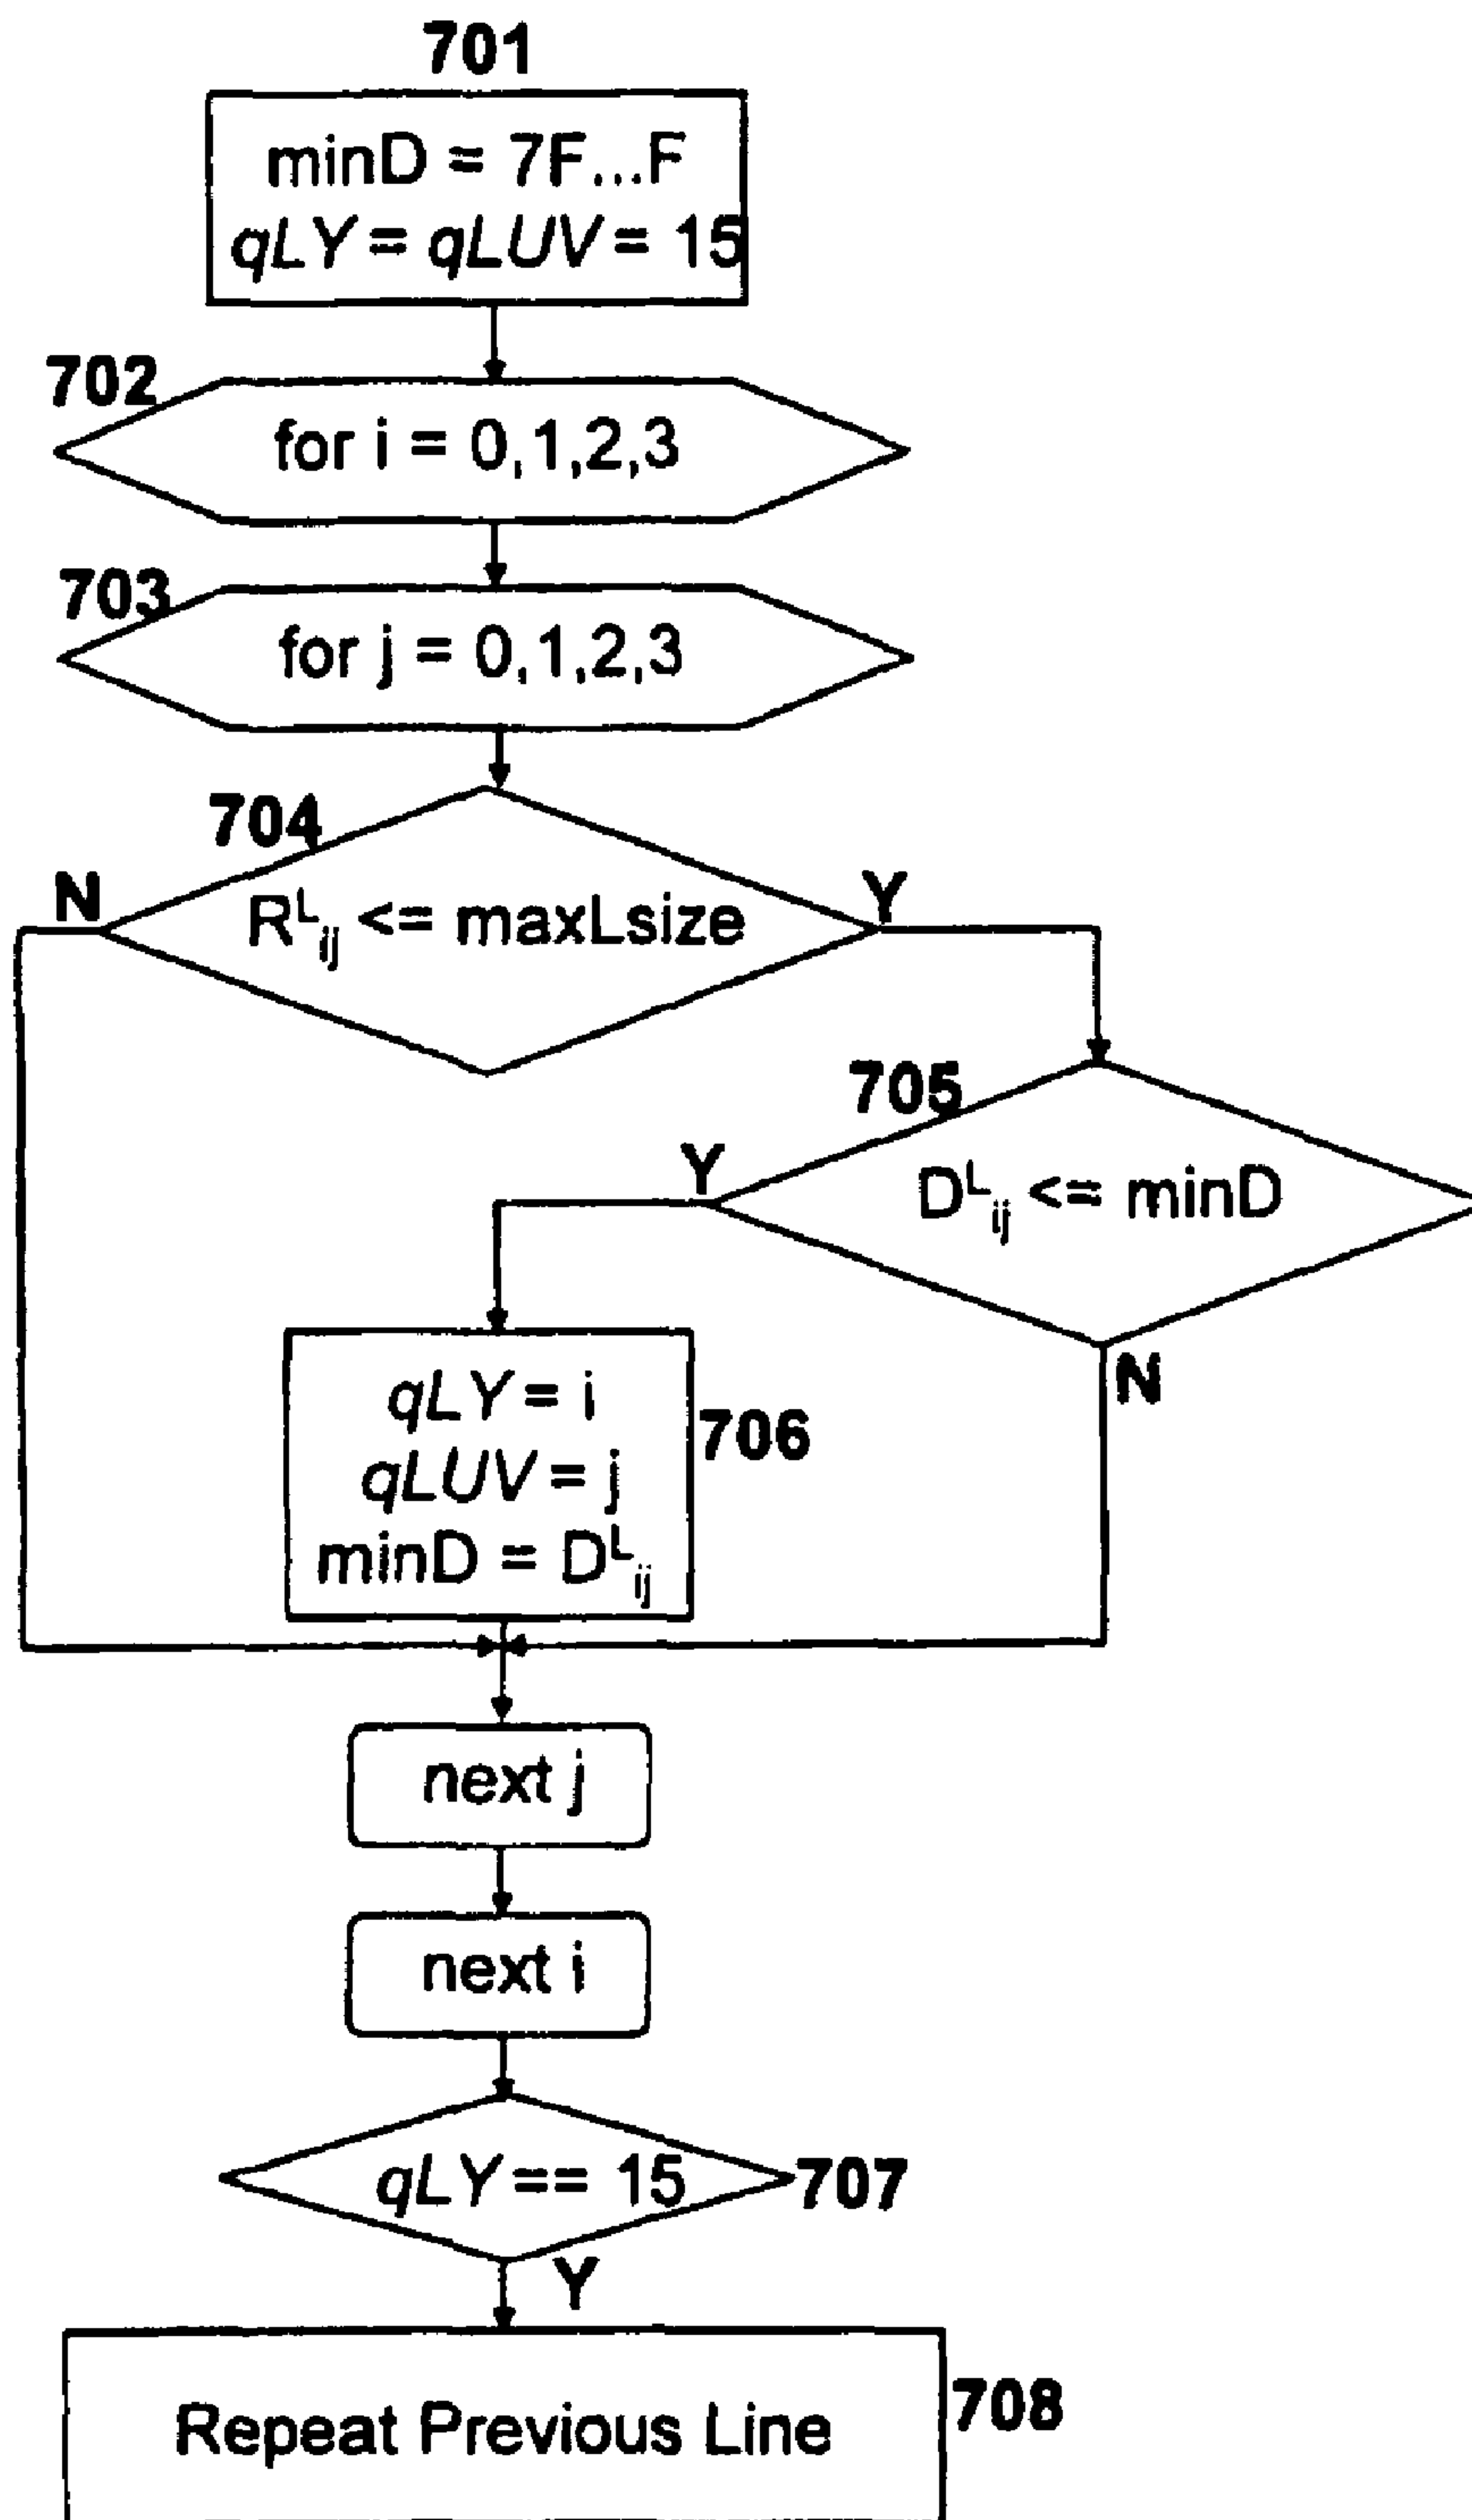 701
minD = 7F...F
qLY = qLUV = 15
702
for i = 0,1,2,3
703
for j = 0,1,2,3
704
N
R^L_ij <= maxLsize
Y
705
Y
D^L_ij <= minD
N
qLY = i
qLUV = j
minD = D^L_ij
706
next j
next i
qLY == 15
707
Y
Repeat Previous Line
708